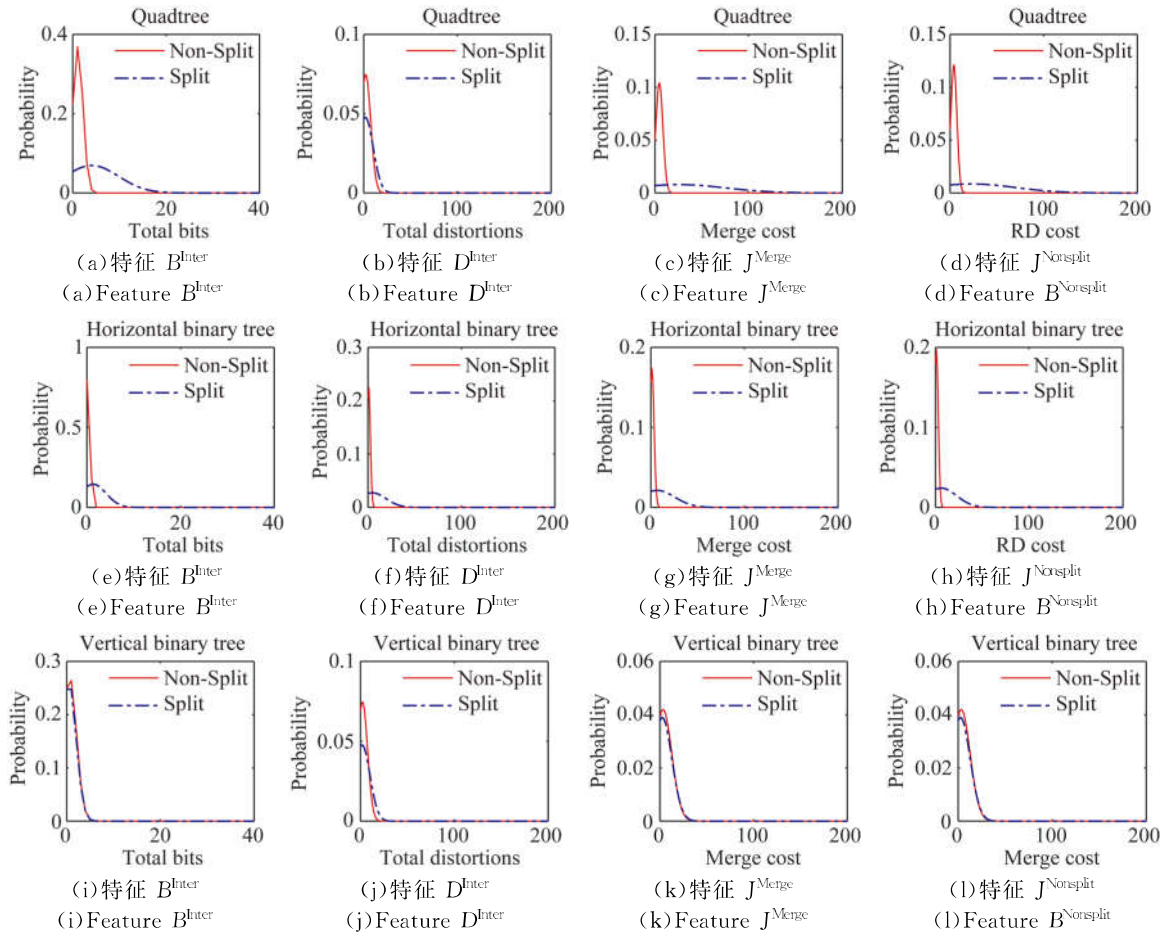 Quadtree
0.4
0.2
0
Probability
Non-Split
Split
0
20
40
Total bits
(a)特征 B^Inter
(a)Feature B^Inter
Quadtree
0.10
0.05
0
Probability
Non-Split
Split
0
100
200
Total distortions
(b)特征 D^Inter
(b)Feature D^Inter
Quadtree
0.15
0.1
0.05
0
Probability
Non-Split
Split
0
100
200
Merge cost
(c)特征 J^Merge
(c)Feature J^Merge
Quadtree
0.15
0.1
0.05
0
Probability
Non-Split
Split
0
100
200
RD cost
(d)特征 J^Nonsplit
(d)Feature B^Nonsplit
Horizontal binary tree
1
0.5
0
Probability
Non-Split
Split
0
20
40
Total bits
(e)特征 B^Inter
(e)Feature B^Inter
Horizontal binary tree
0.3
0.2
0.1
0
Probability
Non-Split
Split
0
100
200
Total distortions
(f)特征 D^Inter
(f)Feature D^Inter
Horizontal binary tree
0.2
0.1
0
Probability
Non-Split
Split
0
100
200
Merge cost
(g)特征 J^Merge
(g)Feature J^Merge
Horizontal binary tree
0.2
0.1
0
Probability
Non-Split
Split
0
100
200
RD cost
(h)特征 J^Nonsplit
(h)Feature B^Nonsplit
Vertical binary tree
0.3
0.2
0.1
0
Probability
Non-Split
Split
0
20
40
Total bits
(i)特征 B^Inter
(i)Feature B^Inter
Vertical binary tree
0.1
0.05
0
Probability
Non-Split
Split
0
100
200
Total distortions
(j)特征 D^Inter
(j)Feature D^Inter
Vertical binary tree
0.06
0.04
0.02
0
Probability
Non-Split
Split
0
100
200
Merge cost
(k)特征 J^Merge
(k)Feature J^Merge
Vertical binary tree
0.06
0.04
0.02
0
Probability
Non-Split
Split
0
100
200
Merge cost
(l)特征 J^Nonsplit
(l)Feature B^Nonsplit